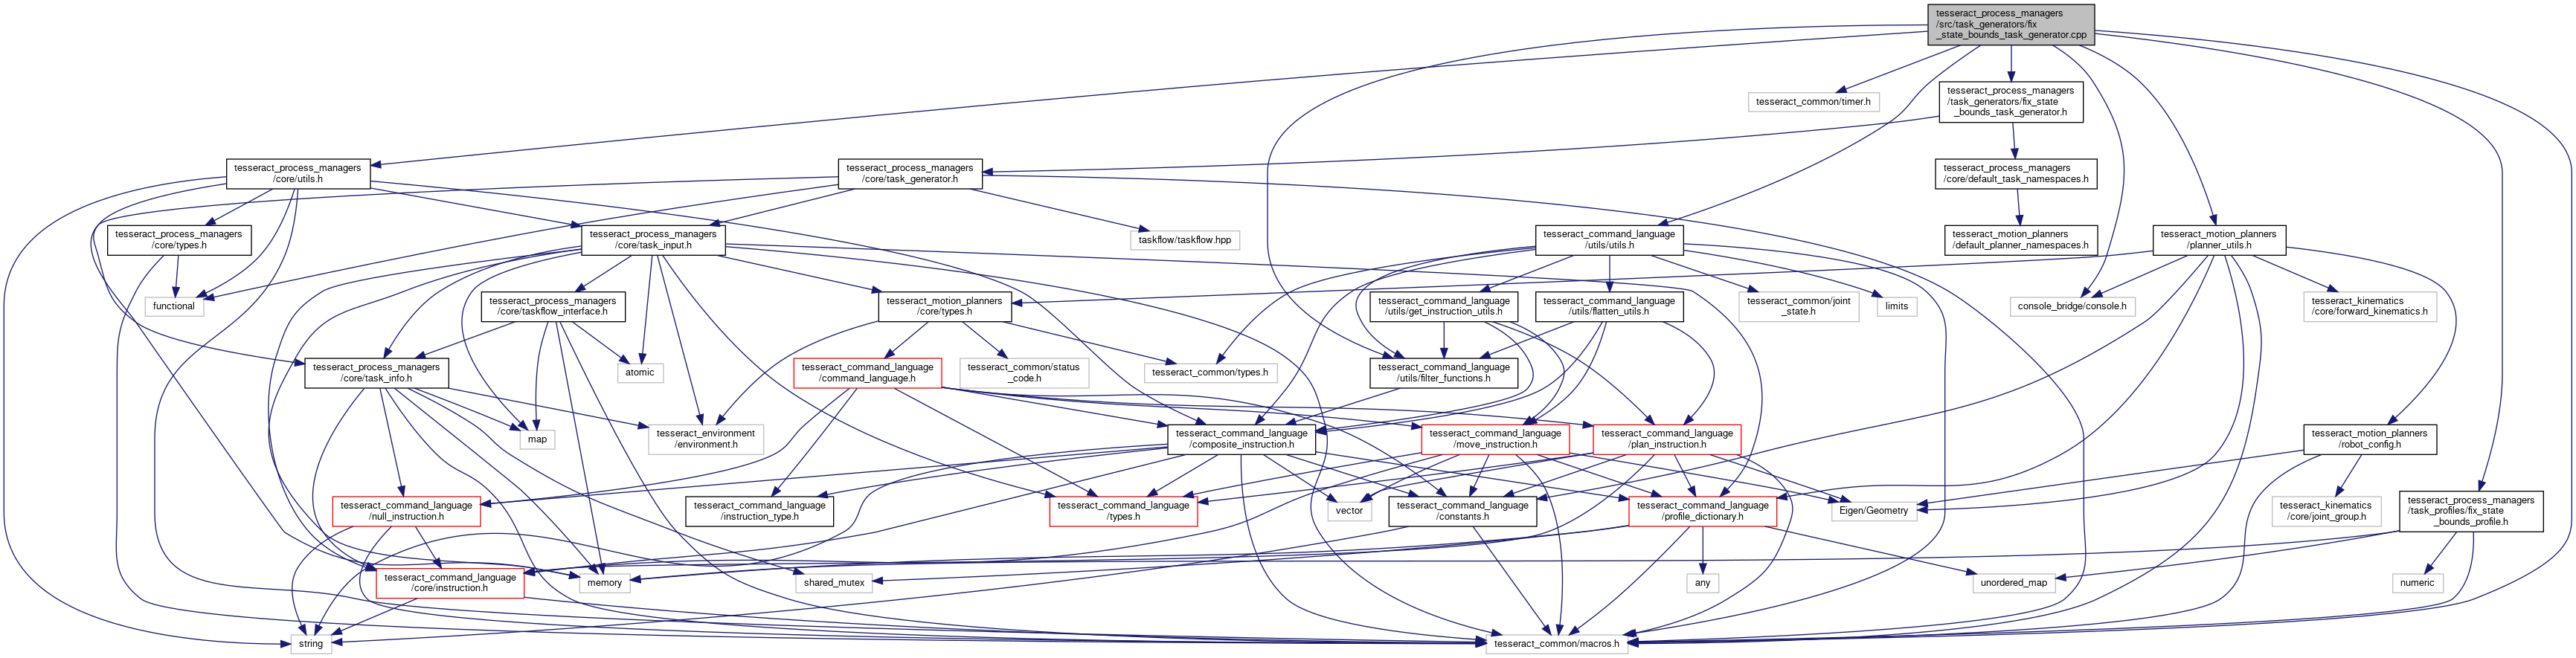 tesseract_process_managers
/src/task_generators/fix
_state_bounds_task_generator.cpp
tesseract_common/timer.h
tesseract_process_managers
/task_generators/fix_state
_bounds_task_generator.h
tesseract_process_managers
/core/utils.h
tesseract_process_managers
/core/task_generator.h
tesseract_process_managers
/core/default_task_namespaces.h
tesseract_process_managers
/core/types.h
tesseract_process_managers
/core/task_input.h
taskflow/taskflow.hpp
tesseract_command_language
/utils/utils.h
tesseract_motion_planners
/default_planner_namespaces.h
tesseract_motion_planners
/planner_utils.h
functional
tesseract_process_managers
/core/taskflow_interface.h
tesseract_motion_planners
/core/types.h
tesseract_command_language
/utils/get_instruction_utils.h
tesseract_command_language
/utils/flatten_utils.h
tesseract_common/joint
_state.h
limits
console_bridge/console.h
tesseract_kinematics
/core/forward_kinematics.h
tesseract_process_managers
/core/task_info.h
atomic
tesseract_command_language
/command_language.h
tesseract_common/status
_code.h
tesseract_common/types.h
tesseract_command_language
/utils/filter_functions.h
map
tesseract_environment
/environment.h
tesseract_command_language
/composite_instruction.h
tesseract_command_language
/move_instruction.h
tesseract_command_language
/plan_instruction.h
tesseract_motion_planners
/robot_config.h
tesseract_command_language
/null_instruction.h
tesseract_command_language
/instruction_type.h
tesseract_command_language
/types.h
vector
tesseract_command_language
/constants.h
tesseract_command_language
/profile_dictionary.h
Eigen/Geometry
tesseract_kinematics
/core/joint_group.h
tesseract_process_managers
/task_profiles/fix_state
_bounds_profile.h
tesseract_command_language
/core/instruction.h
memory
shared_mutex
any
unordered_map
numeric
string
tesseract_common/macros.h